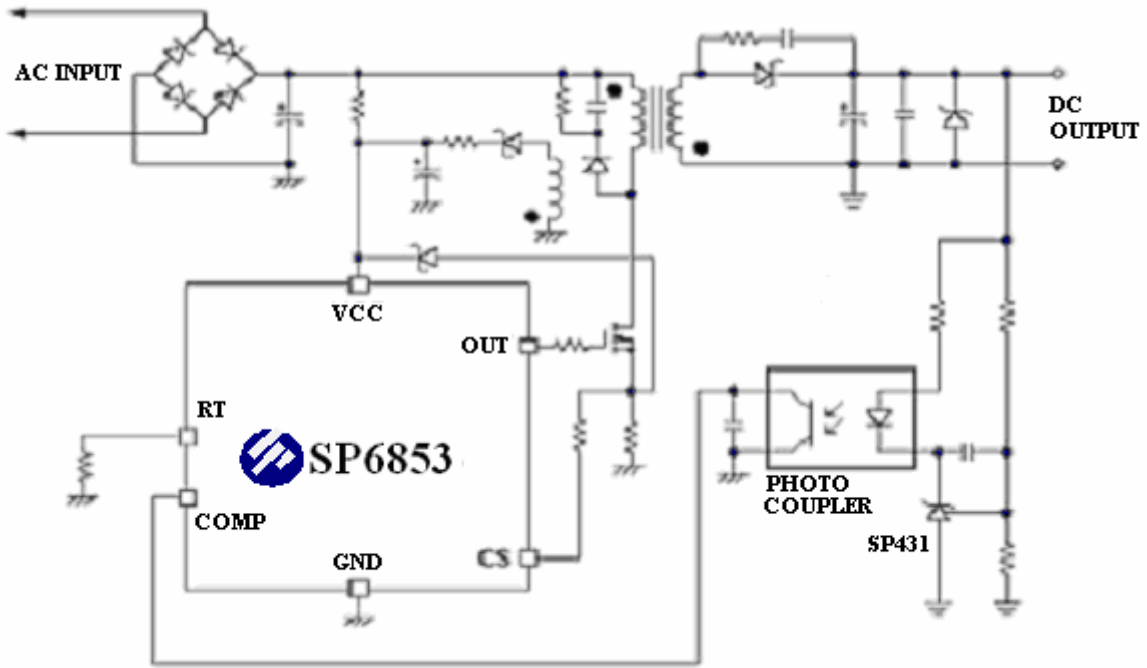 AC INPUT
DC
OUTPUT
VCC
OUT
RT
SP6853
COMP
PHOTO
COUPLER
SP431
GND
CS